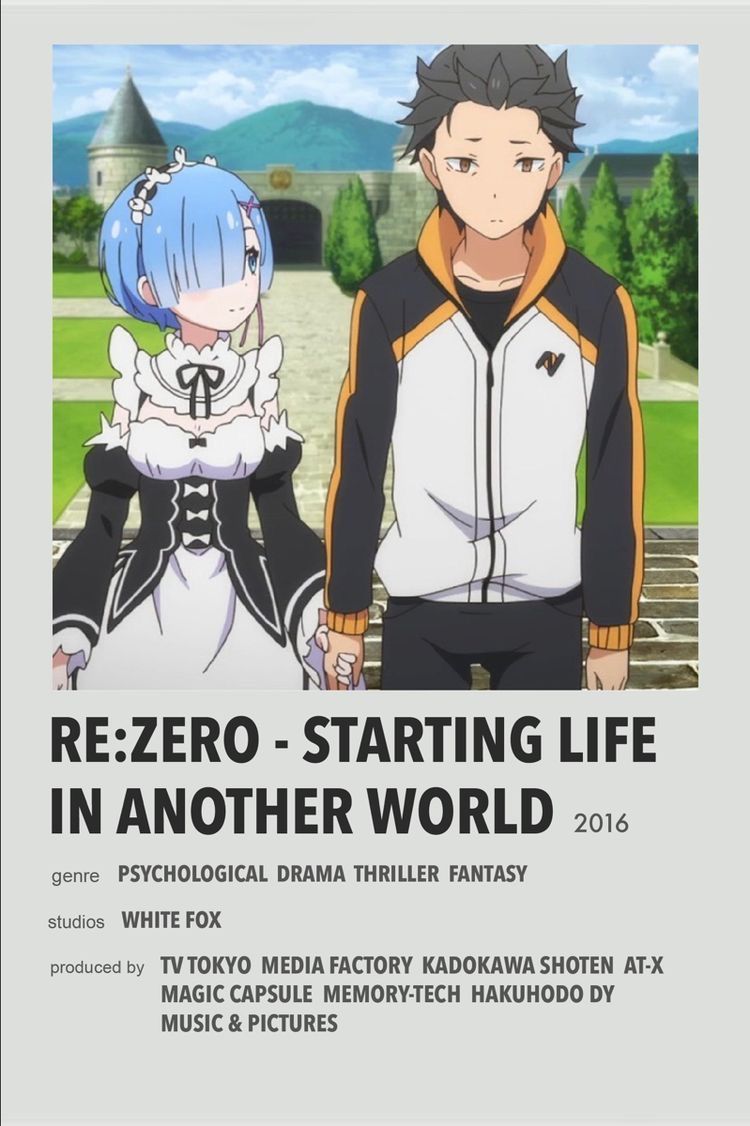 RE:ZERO - STARTING LIFE
IN ANOTHER WORLD 2016
genre PSYCHOLOGICAL DRAMA THRILLER FANTASY
studios WHITE FOX
produced by TV TOKYO MEDIA FACTORY KADOKAWA SHOTEN AT-X
MAGIC CAPSULE MEMORY-TECH HAKUHODO DY
MUSIC & PICTURES